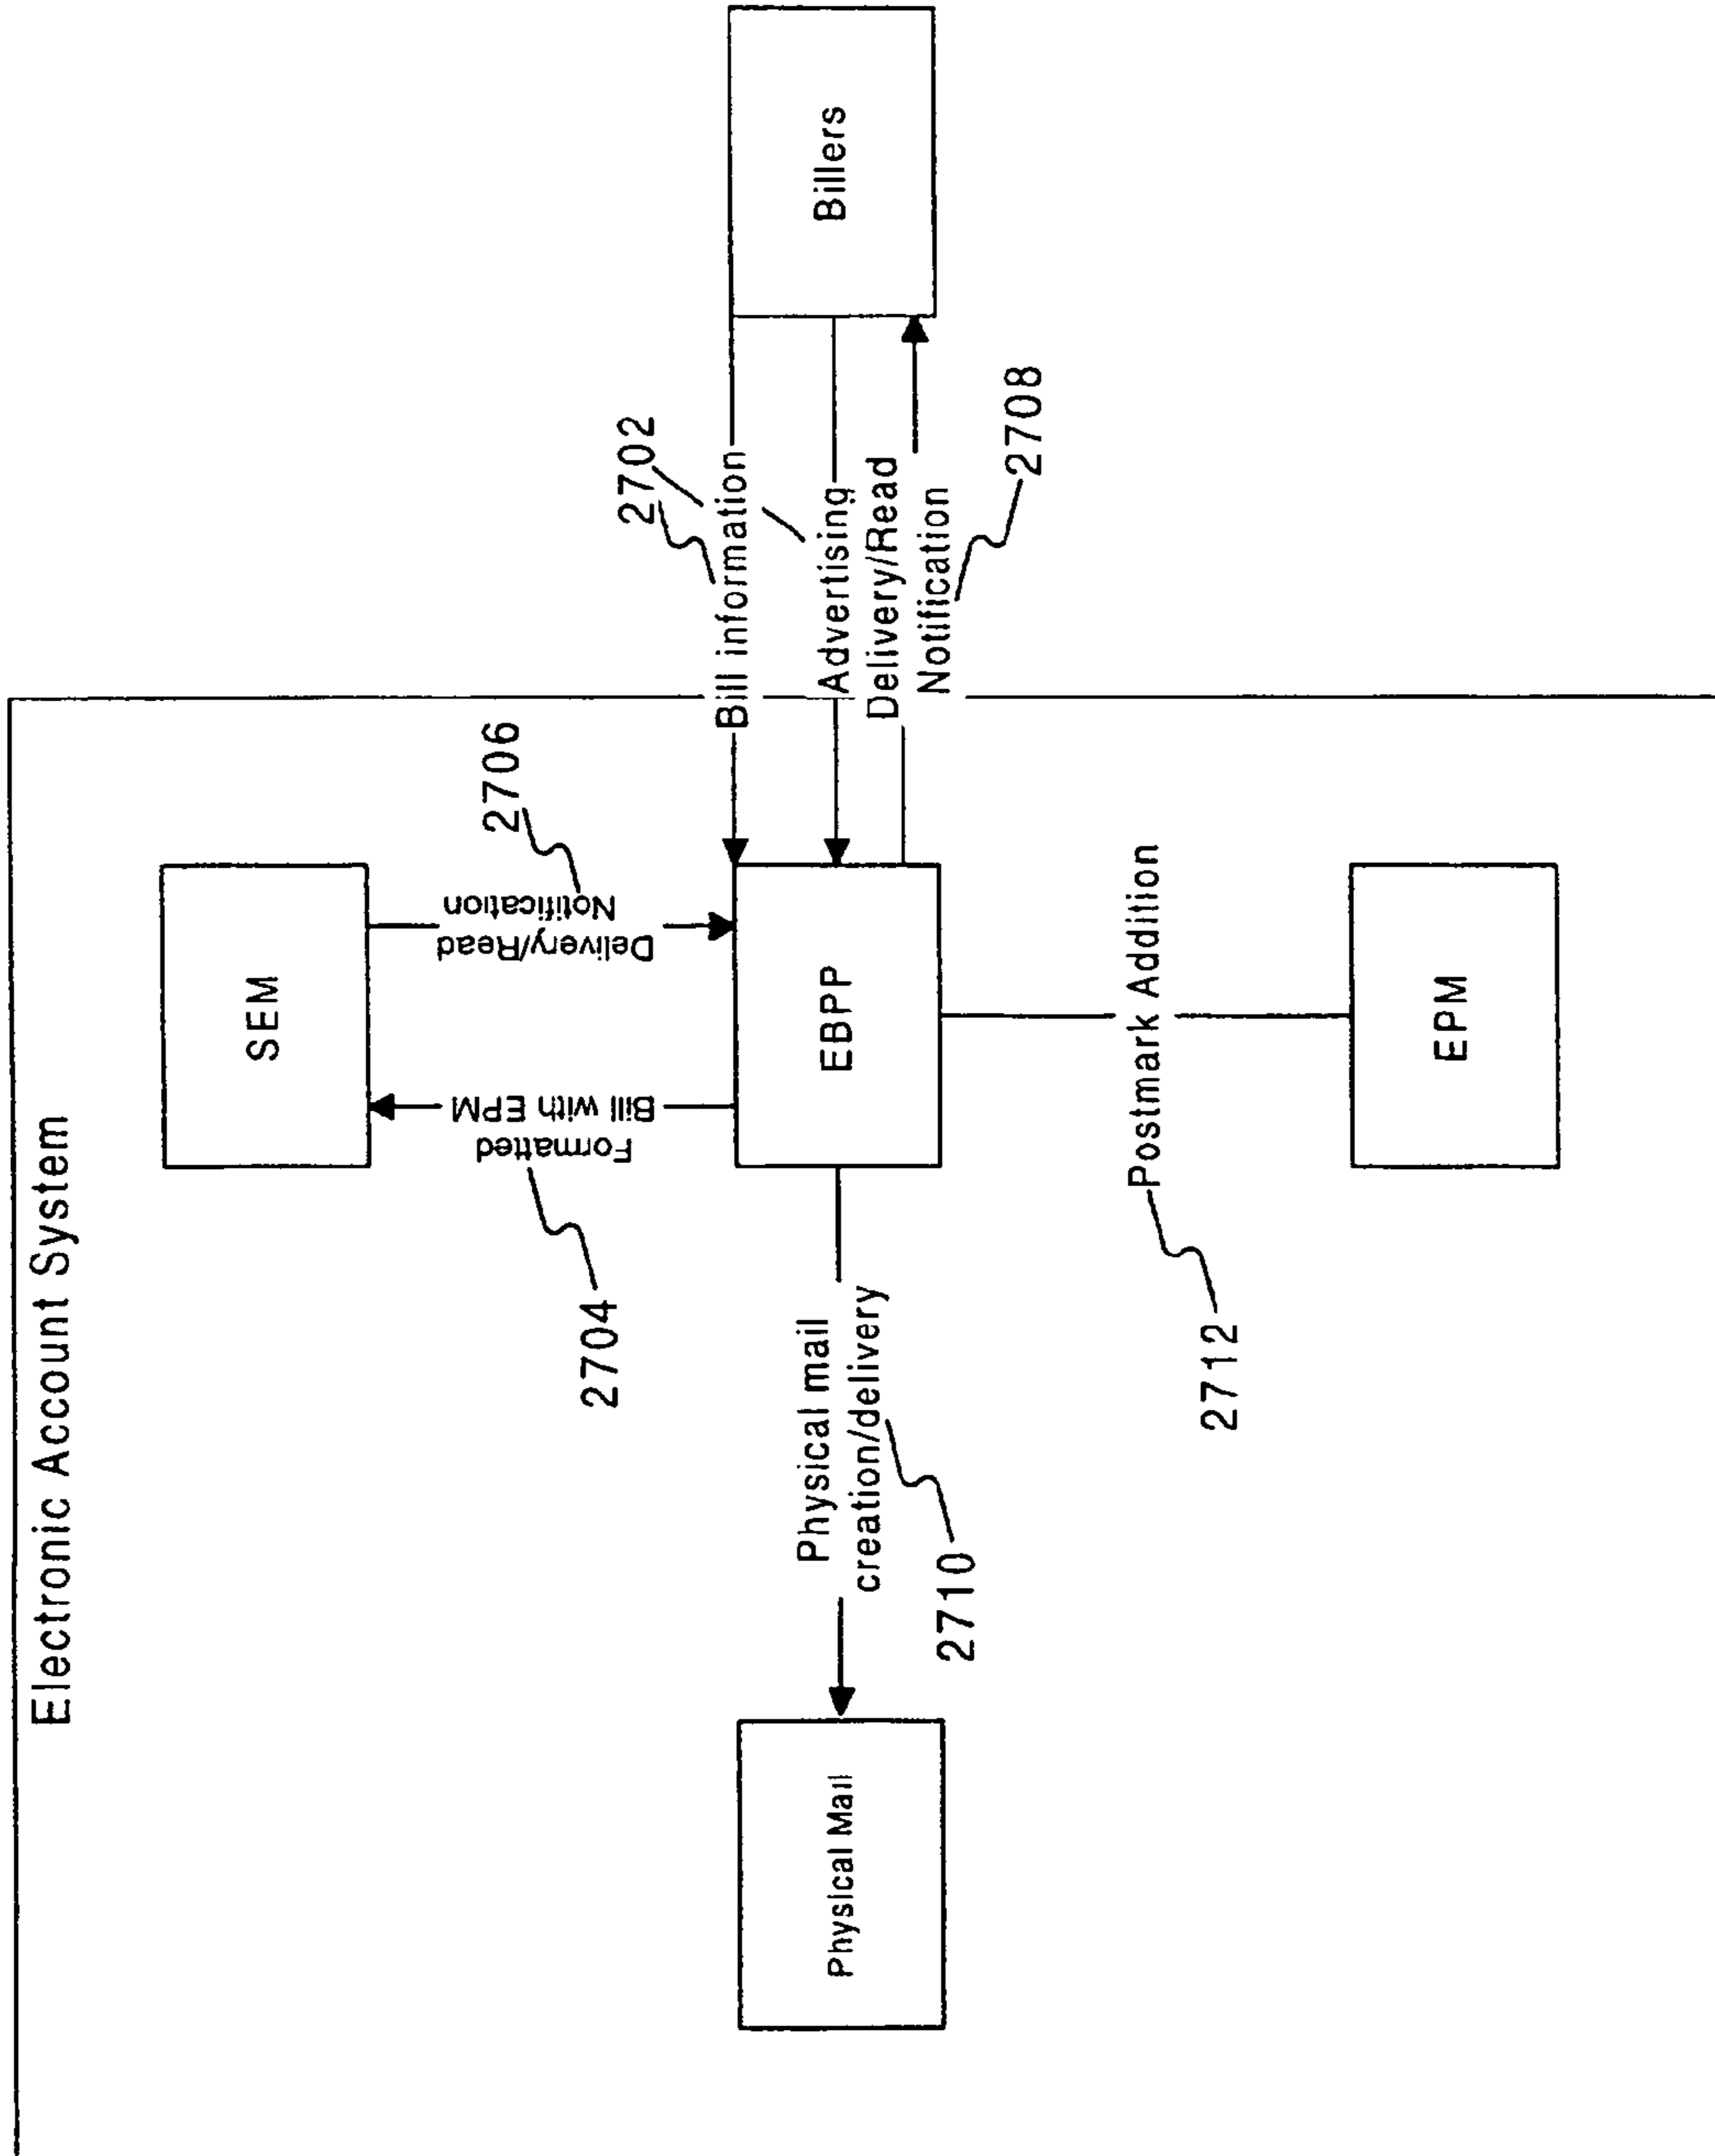 Electronic Account System
SEM
2704
Formatted
Bill with EPM
Delivery/Read
Notification
2706
2702
Bill information
Physical mail
creation/delivery
Physical Mail
EBPP
Advertising
Delivery/Read
Notification
Billers
2710
2708
2712
Postmark Addition
EPM